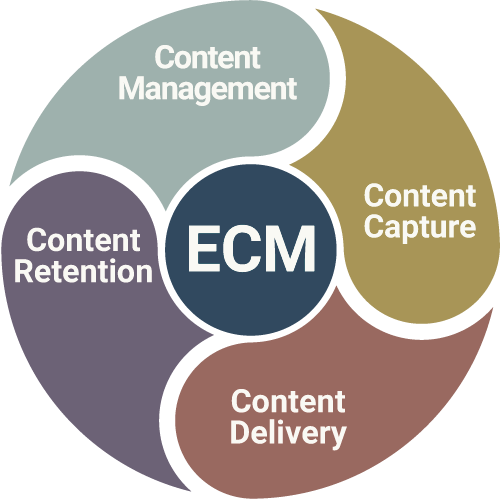 Content
Management
Content
Capture
Content
Retention
ECM
Content
Delivery